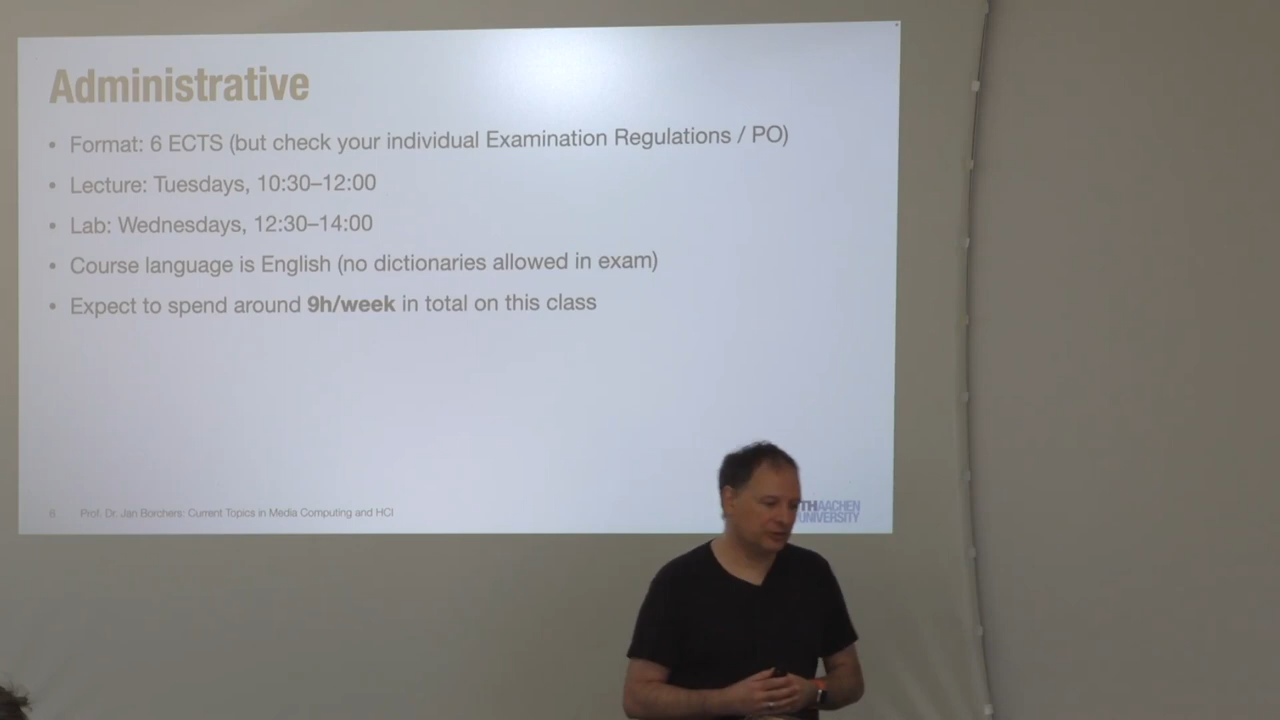 Administrative
• Format: 6 ECTS (but check your individual Examination Regulations / PO)
• Lecture: Tuesdays, 10:30–12:00
• Lab: Wednesdays, 12:30–14:00
• Course language is English (no dictionaries allowed in exam)
• Expect to spend around 9h/week in total on this class
6 Prof. Dr. Jan Borchers: Current Topics in Media Computing and HCI
THAACHEN
UNIVERSITY